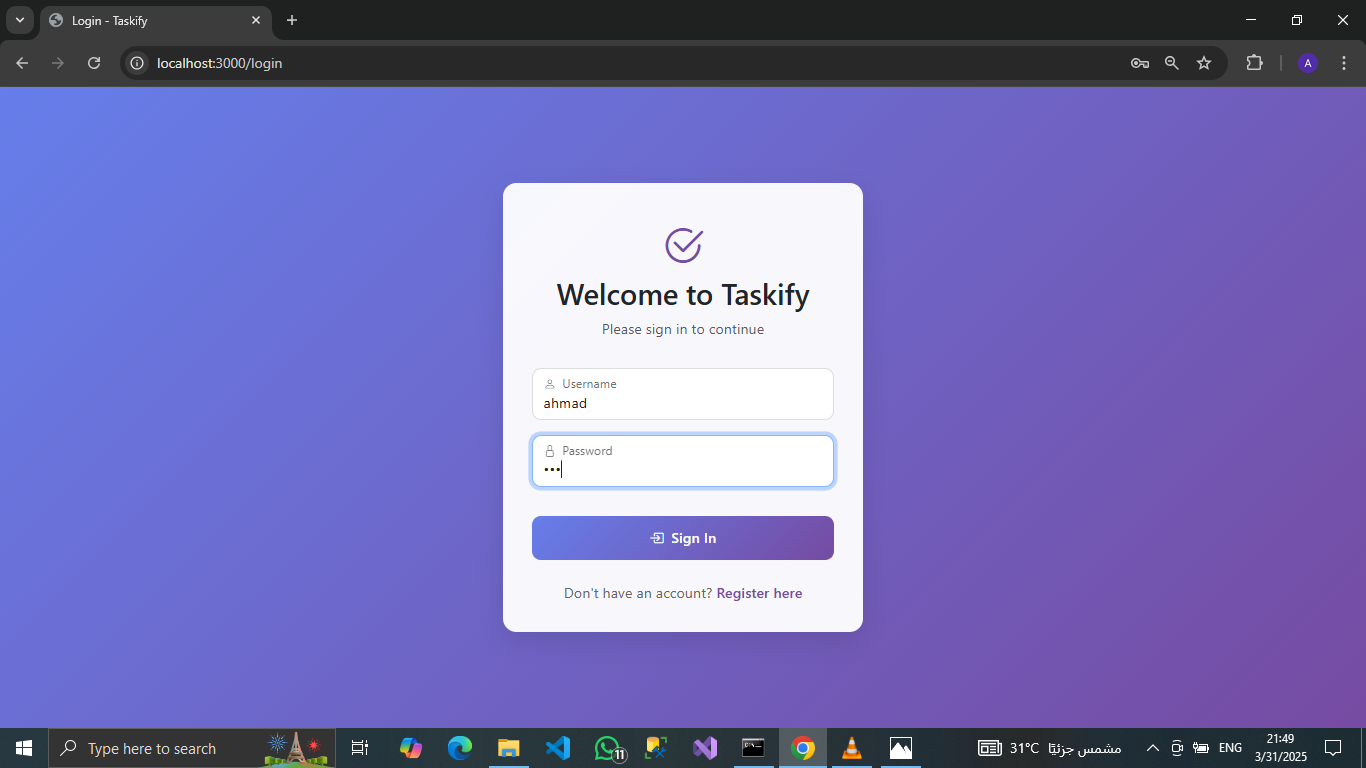 Login - Taskify
localhost:3000/login
A
Welcome to Taskify
Please sign in to continue
Username
ahmad
Password
•••
Sign In
Don't have an account? Register here
Type here to search
11
31°C مشمس جزئيًا
ENG
21:49
3/31/2025